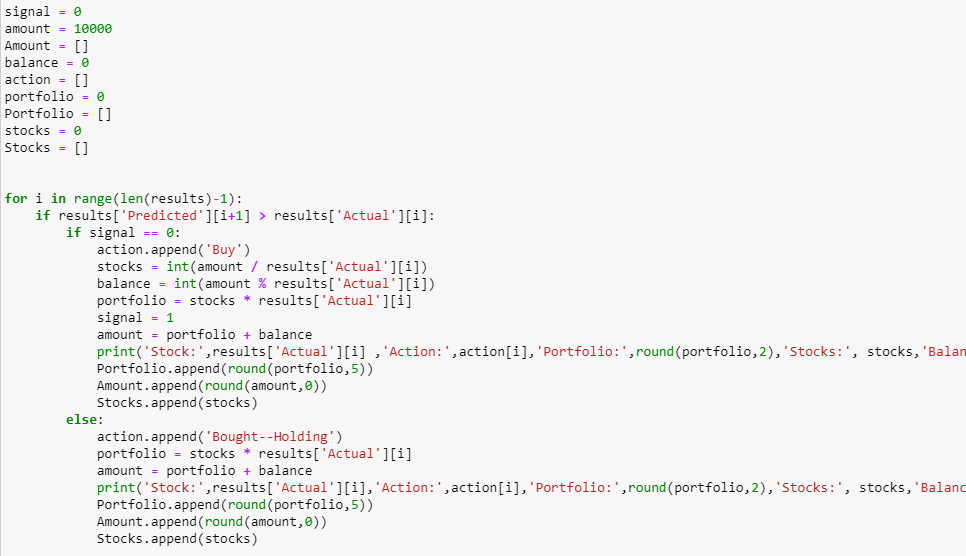 signal = 0
amount = 10000
Amount = []
balance = 0
action = []
portfolio = 0
Portfolio = []
stocks = 0
Stocks = []
for i in range(len(results)-1):
    if results['Predicted'][i+1] > results['Actual'][i]:
        if signal == 0:
            action.append('Buy')
            stocks = int(amount / results['Actual'][i])
            balance = int(amount % results['Actual'][i])
            portfolio = stocks * results['Actual'][i]
            signal = 1
            amount = portfolio + balance
            print('Stock:',results['Actual'][i] ,'Action:',action[i],'Portfolio:',round(portfolio,2),'Stocks:', stocks,'Balan
            Portfolio.append(round(portfolio,5))
            Amount.append(round(amount,0))
            Stocks.append(stocks)
        else:
            action.append('Bought--Holding')
            portfolio = stocks * results['Actual'][i]
            amount = portfolio + balance
            print('Stock:',results['Actual'][i],'Action:',action[i],'Portfolio:',round(portfolio,2),'Stocks:', stocks,'Balanc
            Portfolio.append(round(portfolio,5))
            Amount.append(round(amount,0))
            Stocks.append(stocks)